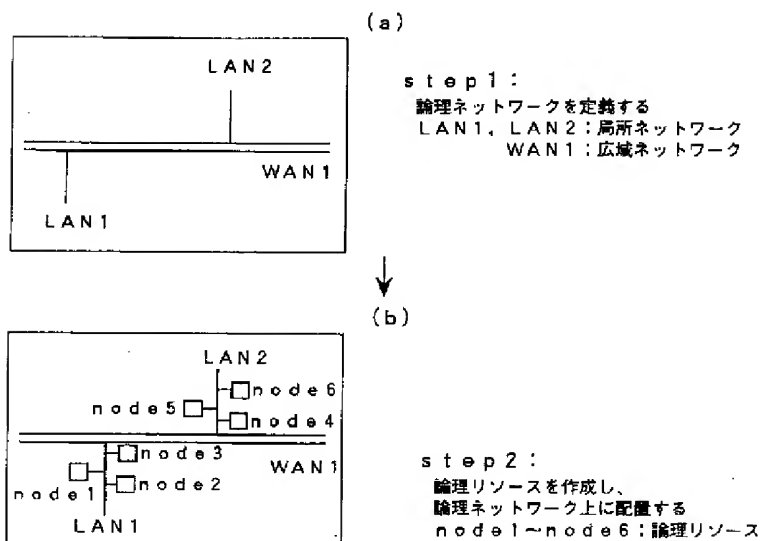 (a)
LAN2
WAN1
LAN1
step1:
論理ネットワークを定義する
LAN1, LAN2:局所ネットワーク
WAN1:広域ネットワーク
(b)
LAN2
node6
node5
node4
node3
WAN1
node1
node2
LAN1
step2:
論理リソースを作成し、
論理ネットワーク上に配置する
node1~node6:論理リソース